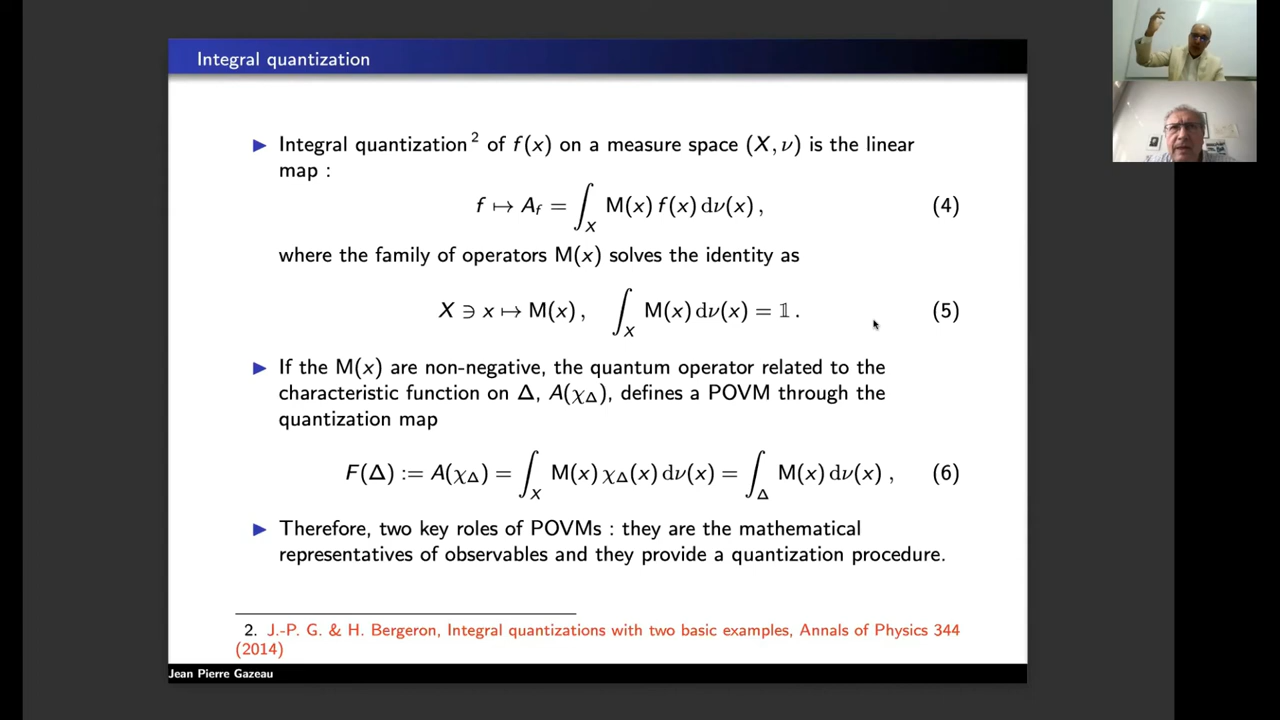 Integral quantization
▶ Integral quantization ² of f(x) on a measure space (X, ν) is the linear
map :
f ↦ A_f = ∫_X M(x) f(x) dν(x) , (4)
where the family of operators M(x) solves the identity as
X ∋ x ↦ M(x) , ∫_X M(x) dν(x) = 𝟙 . (5)
▶ If the M(x) are non-negative, the quantum operator related to the
characteristic function on Δ, A(χ_Δ), defines a POVM through the
quantization map
F(Δ) := A(χ_Δ) = ∫_X M(x) χ_Δ(x) dν(x) = ∫_Δ M(x) dν(x) , (6)
▶ Therefore, two key roles of POVMs : they are the mathematical
representatives of observables and they provide a quantization procedure.
2. J.-P. G. & H. Bergeron, Integral quantizations with two basic examples, Annals of Physics 344
(2014)
Jean Pierre Gazeau